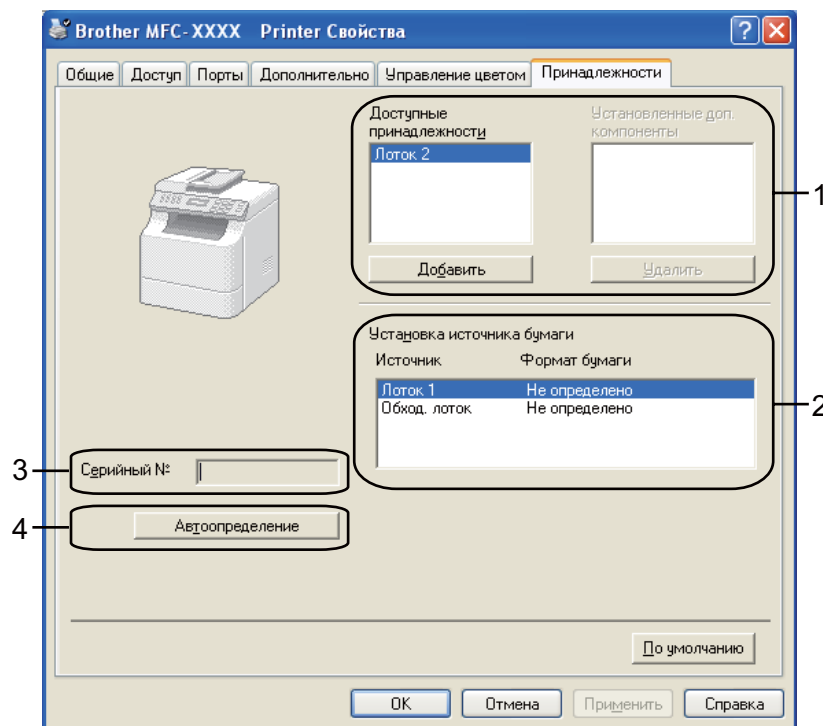 Brother MFC-XXXX Printer Свойства
Общие Доступ Порты Дополнительно Управление цветом Принадлежности
Доступные принадлежности
Лоток 2
Добавить
Установленные доп. компоненты
Удалить
1
Установка источника бумаги
Источник Формат бумаги
Лоток 1 Не определено
Обход. лоток Не определено
2
3
Серийный №
4
Автоопределение
По умолчанию
OK Отмена Применить Справка